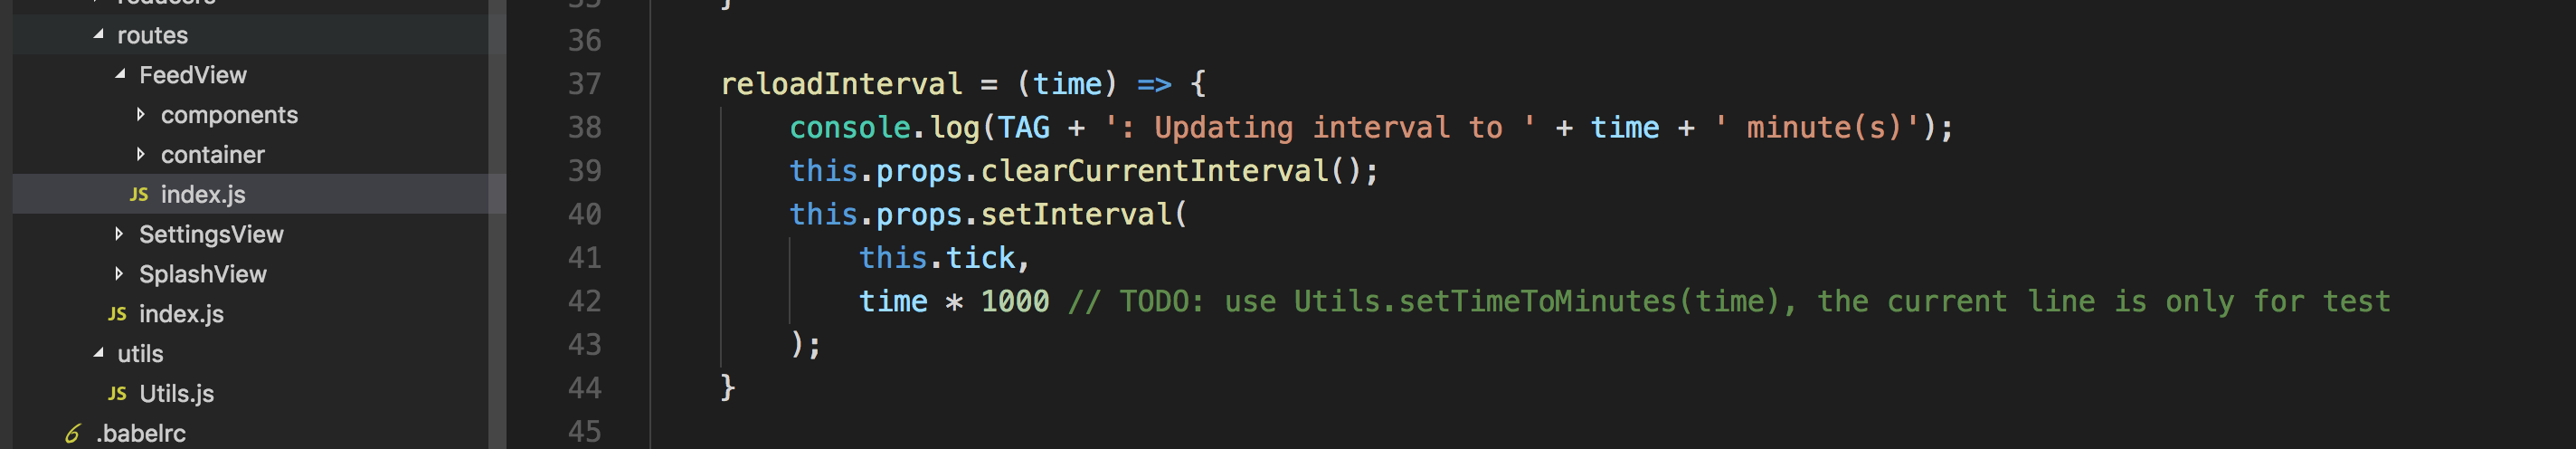 reducers
routes
FeedView
components
container
JS index.js
SettingsView
SplashView
JS index.js
utils
JS Utils.js
6 .babelrc
35 }
36
37 reloadInterval = (time) => {
38 console.log(TAG + ': Updating interval to ' + time + ' minute(s)');
39 this.props.clearCurrentInterval();
40 this.props.setInterval(
41 this.tick,
42 time * 1000 // TODO: use Utils.setTimeToMinutes(time), the current line is only for test
43 );
44 }
45